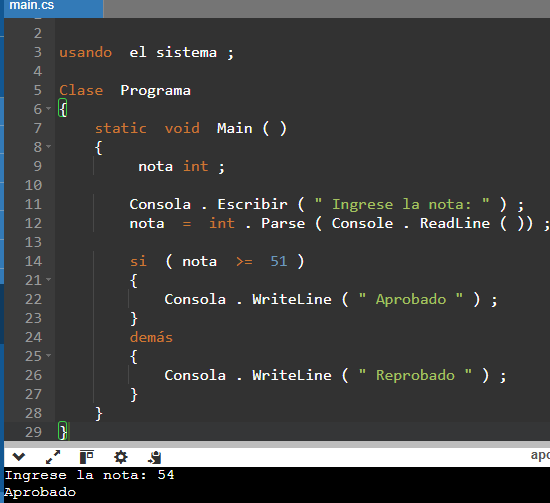 main.cs
2
3 usando el sistema ;
4
5 Clase Programa
6 {
7 static void Main ( )
8 {
9 nota int ;
10
11 Consola . Escribir ( " Ingrese la nota: " ) ;
12 nota = int . Parse ( Console . ReadLine ( )) ;
13
14 si ( nota >= 51 )
21 {
22 Consola . WriteLine ( " Aprobado " ) ;
23 }
24 demás
25 {
26 Consola . WriteLine ( " Reprobado " ) ;
27 }
28 }
29 }
Ingrese la nota: 54
Aprobado